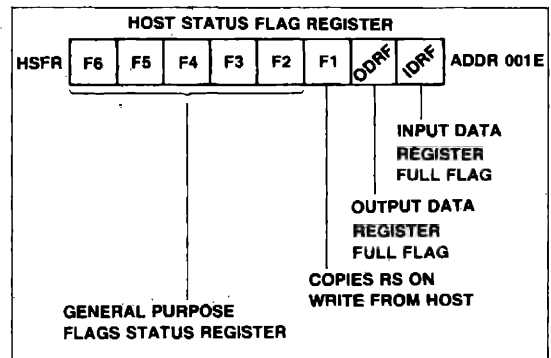 HOST STATUS FLAG REGISTER
HSFR F6 F5 F4 F3 F2 F1 ODRF IDRF ADDR 001E
INPUT DATA
REGISTER
FULL FLAG
OUTPUT DATA
REGISTER
FULL FLAG
COPIES RS ON
WRITE FROM HOST
GENERAL PURPOSE
FLAGS STATUS REGISTER